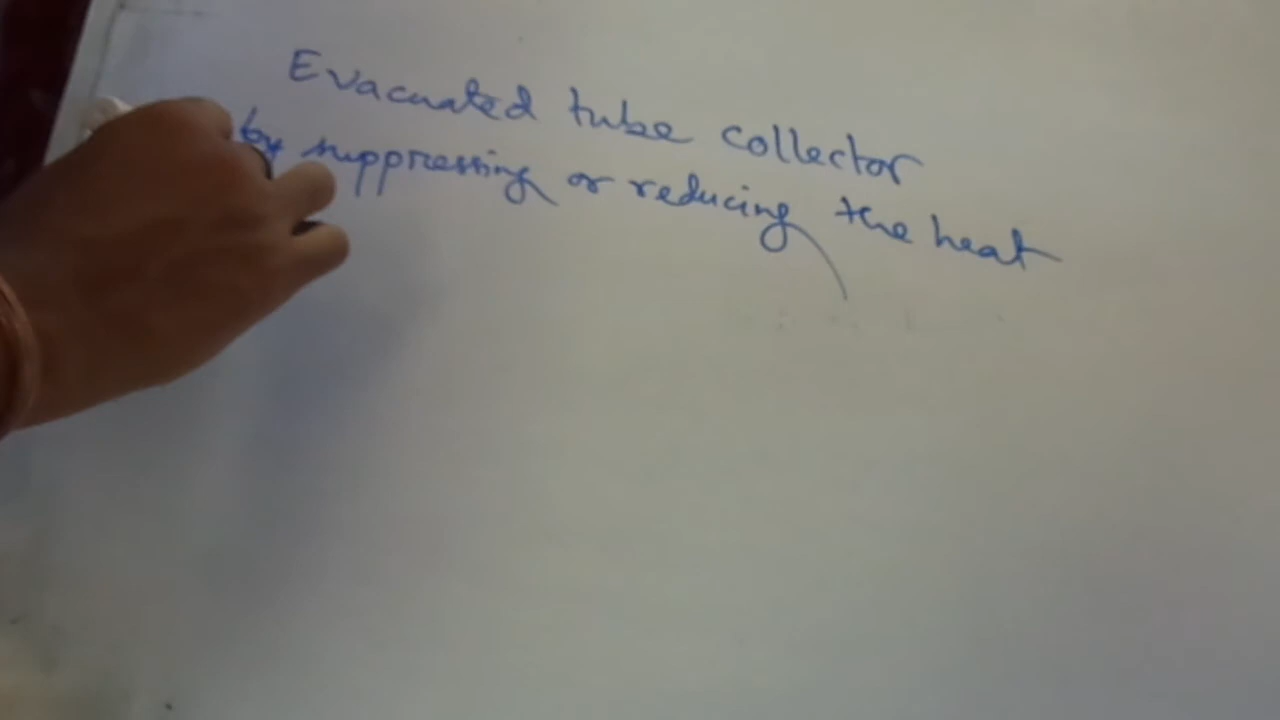 Evacuated tube collector
by suppressing or reducing the heat